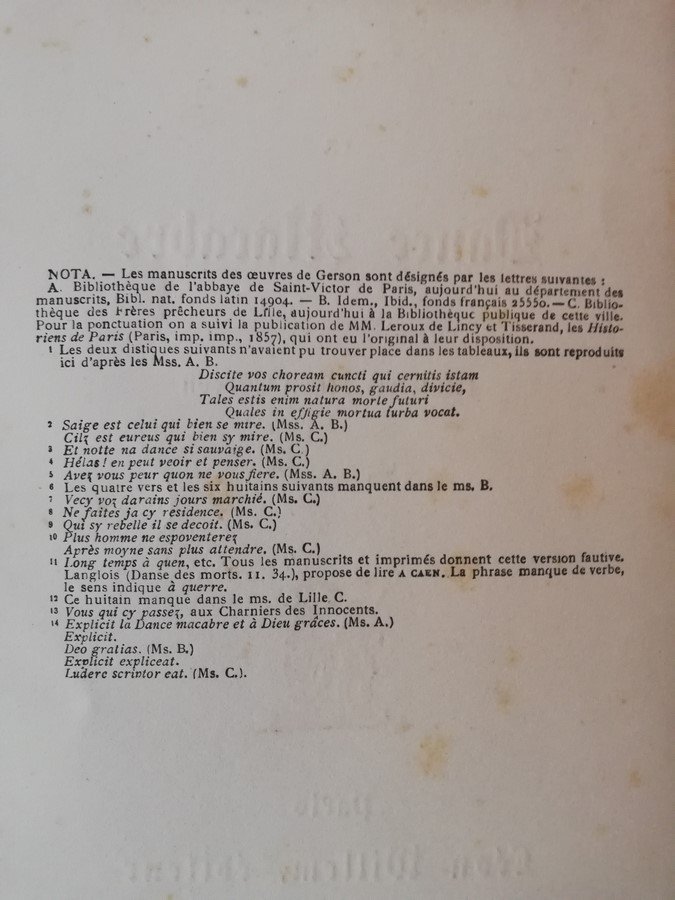 NOTA. — Les manuscrits des œuvres de Gerson sont désignés par les lettres suivantes :
A. Bibliothèque de l'abbaye de Saint-Victor de Paris, aujourd'hui au département des
manuscrits, Bibl. nat. fonds latin 14904. — B. Idem., Ibid., fonds français 25550. — C. Biblio-
thèque des Frères prêcheurs de Lille, aujourd'hui à la Bibliothèque publique de cette ville.
Pour la ponctuation on a suivi la publication de MM. Leroux de Lincy et Tisserand, les Histo-
riens de Paris (Paris, imp. imp., 1857), qui ont eu l'original à leur disposition.
1 Les deux distiques suivants n'avaient pu trouver place dans les tableaux, ils sont reproduits
ici d'après les Mss. A. B.
Discite vos choream cuncti qui cernitis istam
Quantum prosit honos, gaudia, divicie,
Tales estis enim natura morte futuri
Quales in effigie mortua turba vocat.
2 Saige est celui qui bien se mire. (Mss. A. B.)
Cilz est eureus qui bien sy mire. (Ms. C.)
3 Et notte na dance si sauvaige. (Ms. C.)
4 Hélas! en peut veoir et penser. (Ms. C.)
5 Avez vous peur quon ne vous fiere. (Mss. A. B.)
6 Les quatre vers et les six huitains suivants manquent dans le ms. B.
7 Vecy voz darains jours marchié. (Ms. C.)
8 Ne faites ja cy residence. (Ms. C.)
9 Qui sy rebelle il se decoit. (Ms. C.)
10 Plus homme ne espoventerez
Après moyne sans plus attendre. (Ms. C.)
11 Long temps à quen, etc. Tous les manuscrits et imprimés donnent cette version fautive.
Langlois (Danse des morts. II. 34.), propose de lire A CAEN. La phrase manque de verbe,
le sens indique à querre.
12 Ce huitain manque dans le ms. de Lille C.
13 Vous qui cy passez, aux Charniers des Innocents.
14 Explicit la Dance macabre et à Dieu grâces. (Ms. A.)
Explicit.
Deo gratias. (Ms. B.)
Explicit expliceat.
Ludere scriptor eat. (Ms. C.).